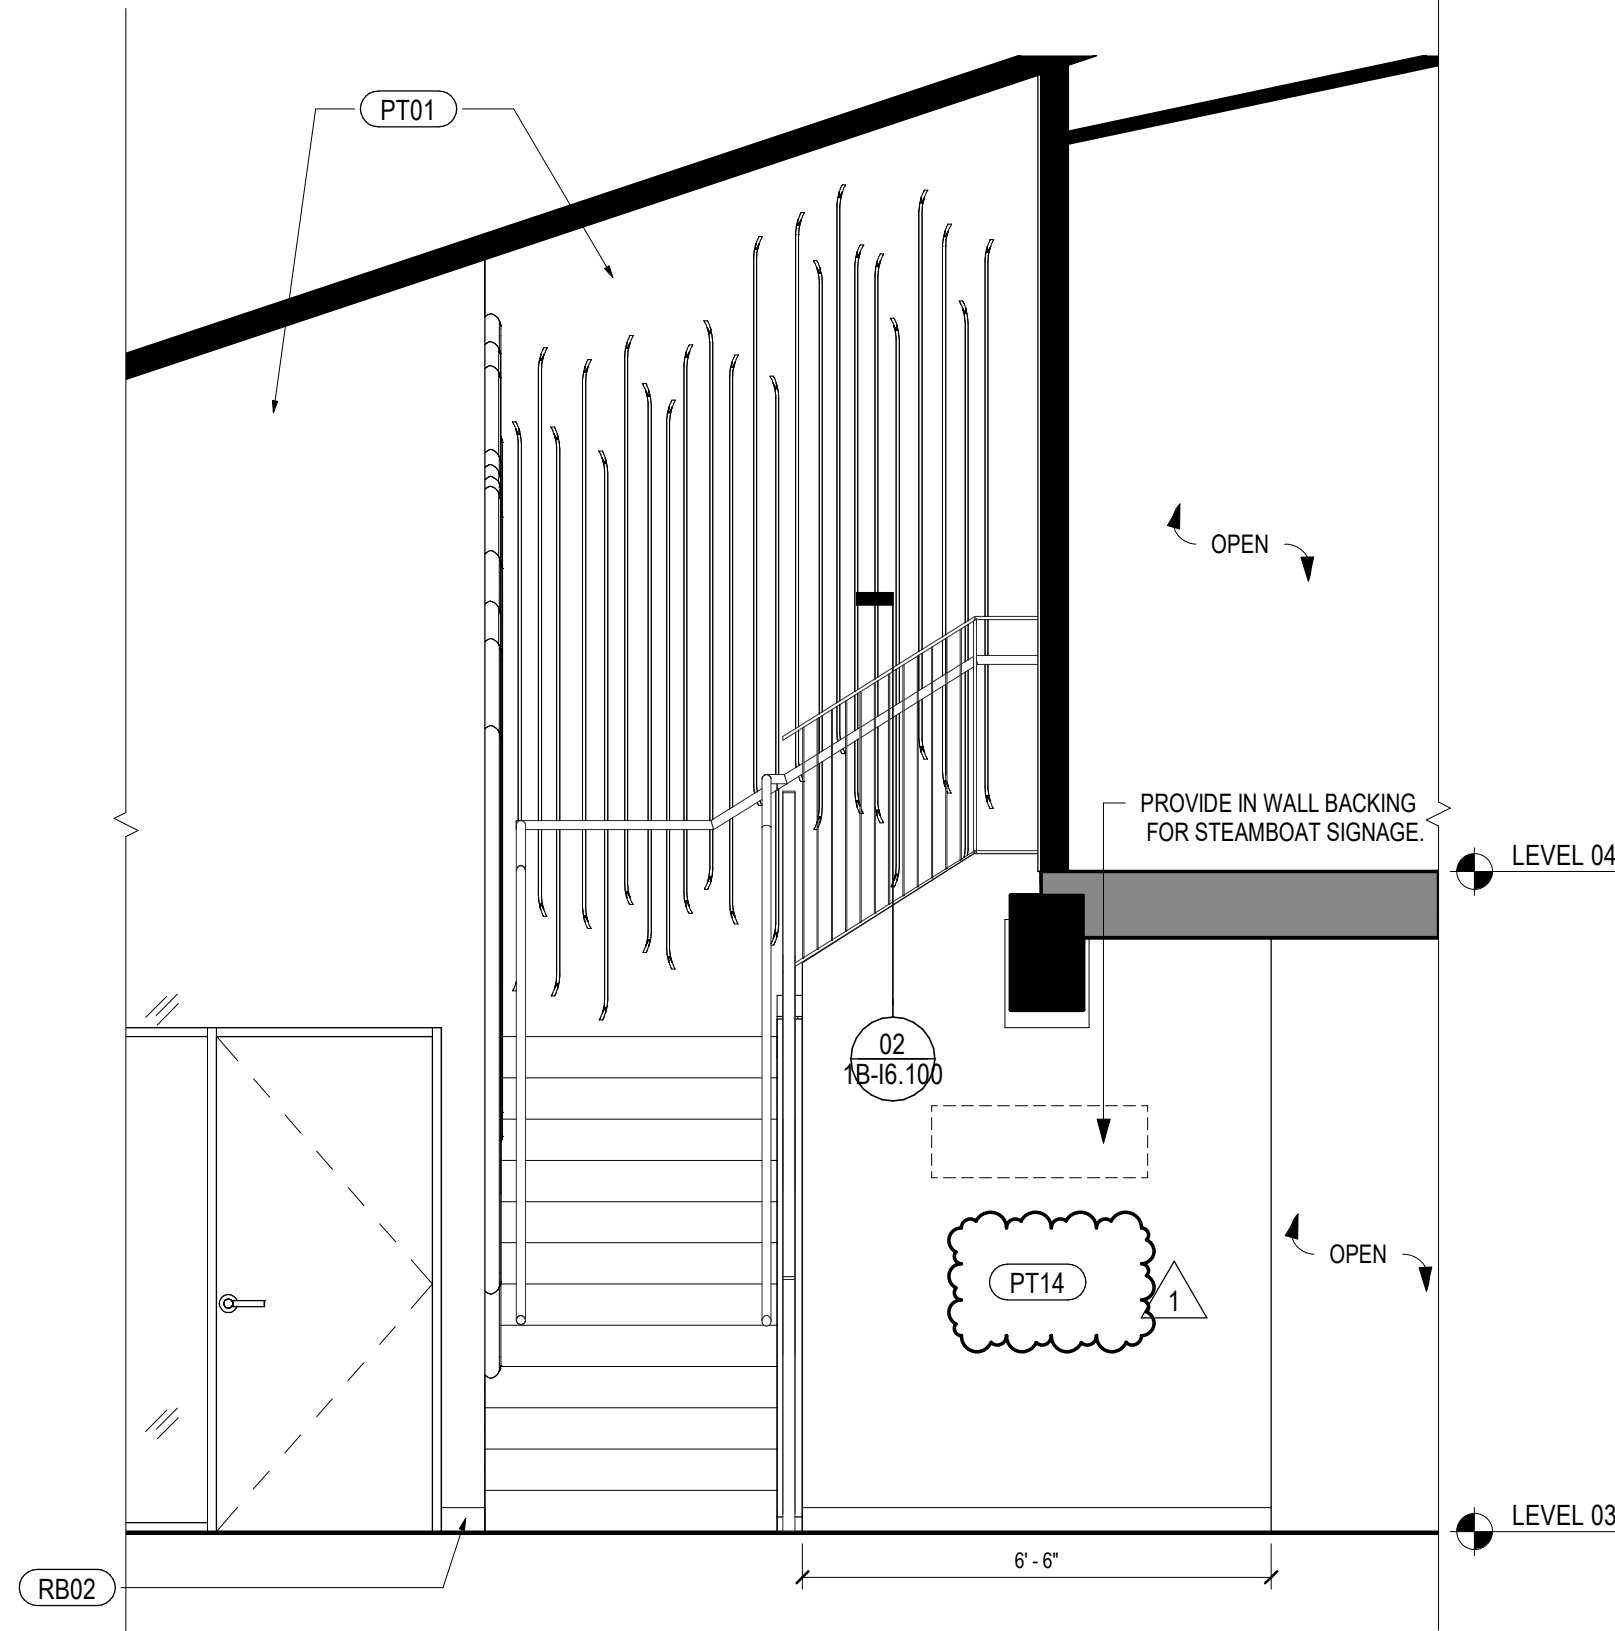 PT01
OPEN
PROVIDE IN WALL BACKING
FOR STEAMBOAT SIGNAGE.
LEVEL 04
02
1B-I6.100
OPEN
PT14
1
LEVEL 03
6' - 6"
RB02